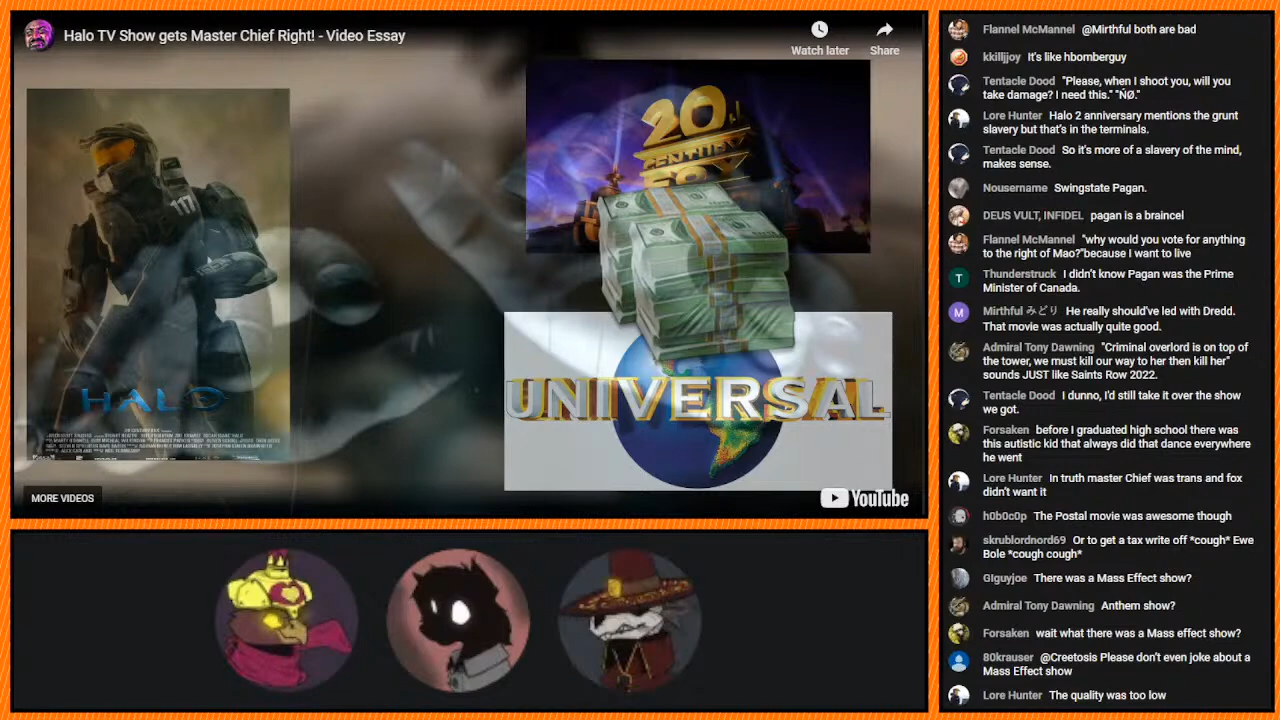 Halo TV Show gets Master Chief Right! - Video Essay
Watch later
Share
20
CENTURY
FOX
117
HALO
UNIVERSAL
MORE VIDEOS
YouTube
Flannel McMannel @Mirthful both are bad
kkilljjoy It's like hbomberguy
Tentacle Dood "Please, when I shoot you, will you
take damage? I need this." "ŃØ."
Lore Hunter Halo 2 anniversary mentions the grunt
slavery but that's in the terminals.
Tentacle Dood So it's more of a slavery of the mind,
makes sense.
Nousername Swingstate Pagan.
DEUS VULT, INFIDEL pagan is a braincel
Flannel McMannel "why would you vote for anything
to the right of Mao?"because I want to live
T
Thunderstruck I didn't know Pagan was the Prime
Minister of Canada.
M
Mirthful みどり He really should've led with Dredd.
That movie was actually quite good.
Admiral Tony Dawning "Criminal overlord is on top of
the tower, we must kill our way to her then kill her"
sounds JUST like Saints Row 2022.
Tentacle Dood I dunno, I'd still take it over the show
we got.
Forsaken before I graduated high school there was
this autistic kid that always did that dance everywhere
he went
Lore Hunter In truth master Chief was trans and fox
didn't want it
h0b0c0p The Postal movie was awesome though
skrublordnord69 Or to get a tax write off *cough* Ewe
Bole *cough cough*
GIguyjoe There was a Mass Effect show?
Admiral Tony Dawning Anthem show?
Forsaken wait what there was a Mass effect show?
80krauser @Creetosis Please don't even joke about a
Mass Effect show
Lore Hunter The quality was too low